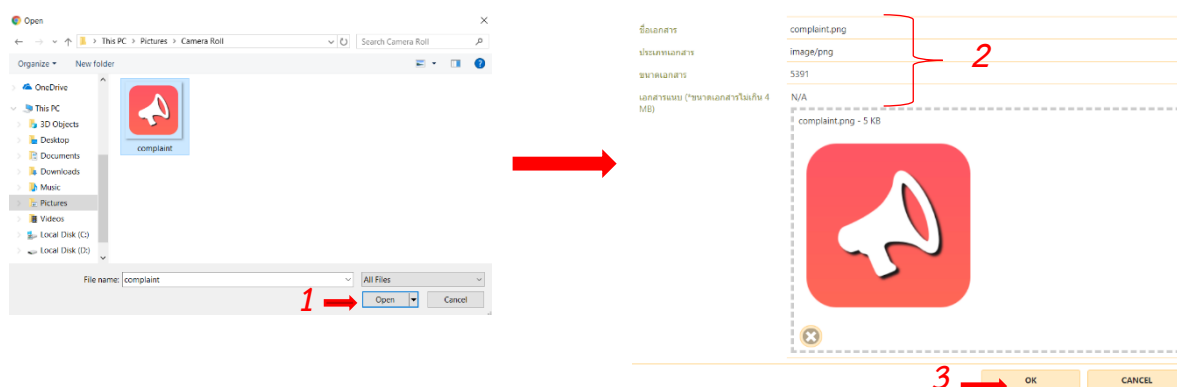 Open
This PC > Pictures > Camera Roll
Search Camera Roll
Organize
New folder
OneDrive
This PC
3D Objects
Desktop
Documents
Downloads
Music
Pictures
Videos
Local Disk (C:)
Local Disk (D:)
complaint
File name: complaint
All Files
1
Open
Cancel
ชื่อเอกสาร complaint.png
ประเภทเอกสาร image/png
2
ขนาดเอกสาร 5391
เอกสารแนบ (*ขนาดเอกสารไม่เกิน 4 N/A
MB)
complaint.png - 5 KB
3
OK
CANCEL